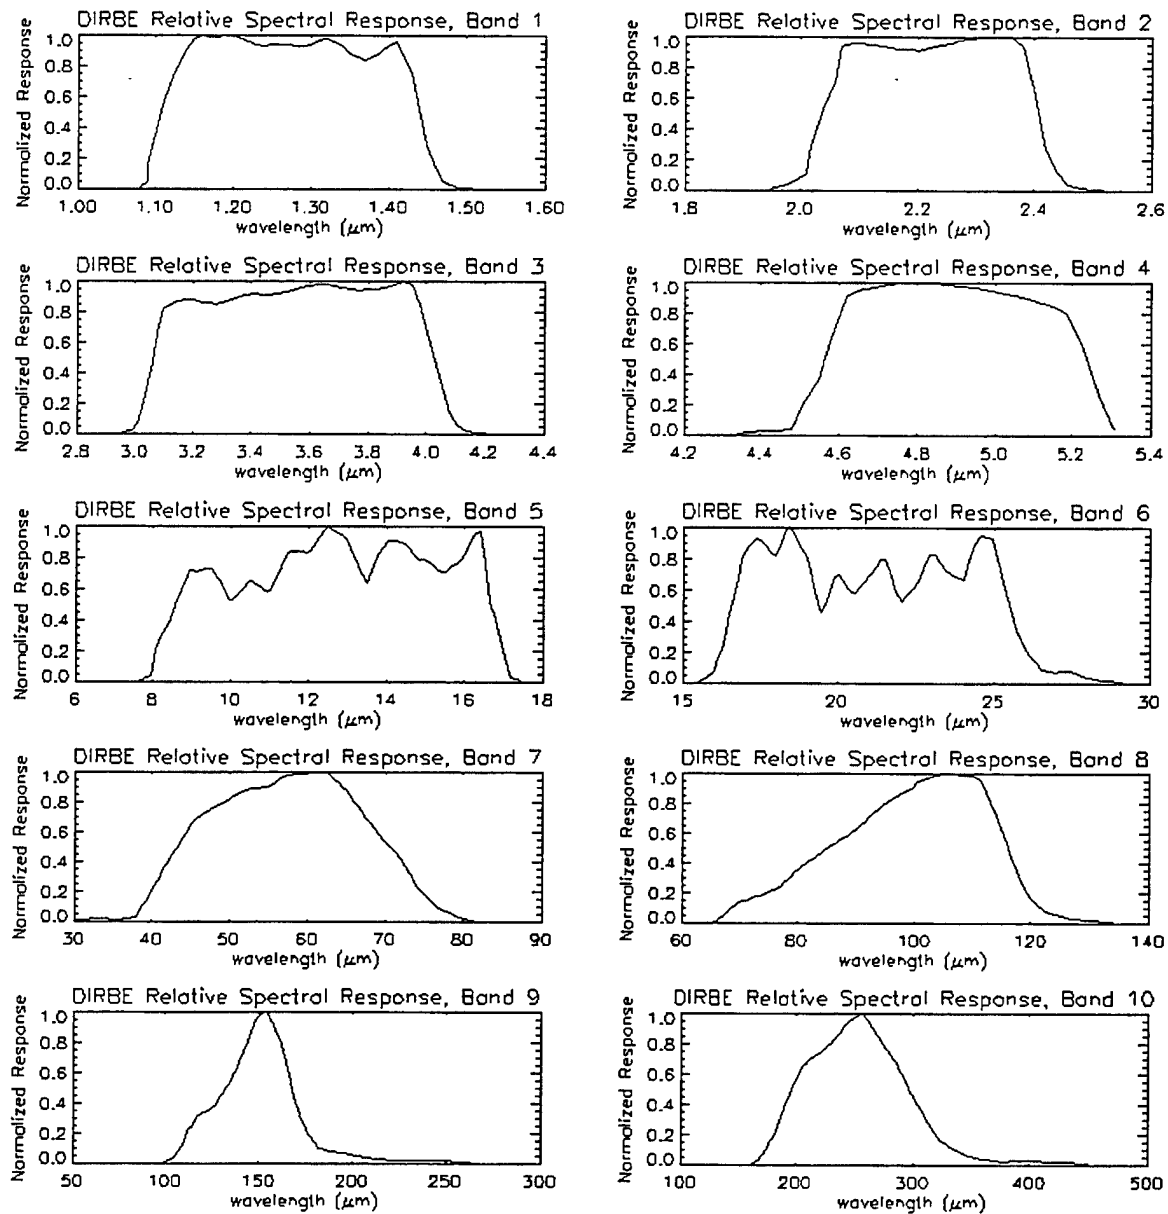 DIRBE Relative Spectral Response, Band 1
Normalized Response
1.0
0.8
0.6
0.4
0.2
0.0
1.00 1.10 1.20 1.30 1.40 1.50 1.60
wavelength (μm)
DIRBE Relative Spectral Response, Band 2
Normalized Response
1.0
0.8
0.6
0.4
0.2
0.0
1.8 2.0 2.2 2.4 2.6
wavelength (μm)
DIRBE Relative Spectral Response, Band 3
Normalized Response
1.0
0.8
0.6
0.4
0.2
0.0
2.8 3.0 3.2 3.4 3.6 3.8 4.0 4.2 4.4
wavelength (μm)
DIRBE Relative Spectral Response, Band 4
Normalized Response
1.0
0.8
0.6
0.4
0.2
0.0
4.2 4.4 4.6 4.8 5.0 5.2 5.4
wavelength (μm)
DIRBE Relative Spectral Response, Band 5
Normalized Response
1.0
0.8
0.6
0.4
0.2
0.0
6 8 10 12 14 16 18
wavelength (μm)
DIRBE Relative Spectral Response, Band 6
Normalized Response
1.0
0.8
0.6
0.4
0.2
0.0
15 20 25 30
wavelength (μm)
DIRBE Relative Spectral Response, Band 7
Normalized Response
1.0
0.8
0.6
0.4
0.2
0.0
30 40 50 60 70 80 90
wavelength (μm)
DIRBE Relative Spectral Response, Band 8
Normalized Response
1.0
0.8
0.6
0.4
0.2
0.0
60 80 100 120 140
wavelength (μm)
DIRBE Relative Spectral Response, Band 9
Normalized Response
1.0
0.8
0.6
0.4
0.2
0.0
50 100 150 200 250 300
wavelength (μm)
DIRBE Relative Spectral Response, Band 10
Normalized Response
1.0
0.8
0.6
0.4
0.2
0.0
100 200 300 400 500
wavelength (μm)